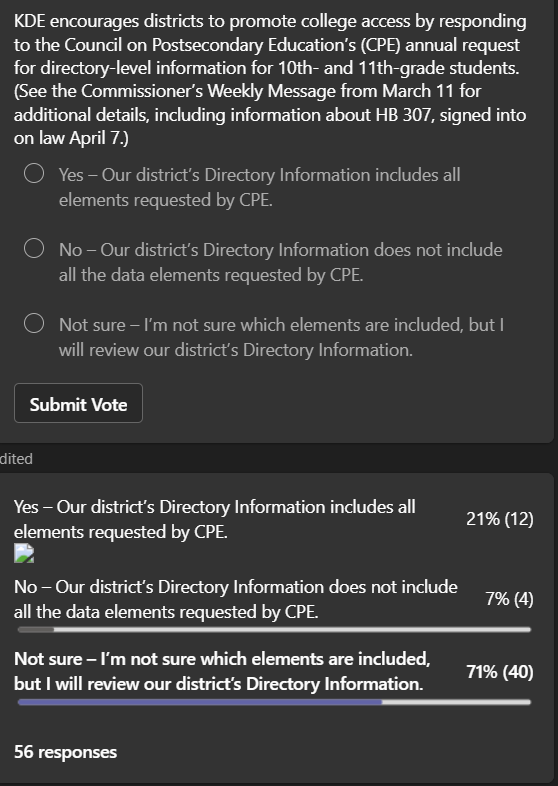 KDE encourages districts to promote college access by responding
to the Council on Postsecondary Education's (CPE) annual request
for directory-level information for 10th- and 11th-grade students.
(See the Commissioner's Weekly Message from March 11 for
additional details, including information about HB 307, signed into
on law April 7.)
Yes – Our district's Directory Information includes all
elements requested by CPE.
No – Our district's Directory Information does not include
all the data elements requested by CPE.
Not sure – I'm not sure which elements are included, but I
will review our district's Directory Information.
Submit Vote
dited
Yes – Our district's Directory Information includes all
elements requested by CPE.
21% (12)
No – Our district's Directory Information does not include
all the data elements requested by CPE.
7% (4)
Not sure – I'm not sure which elements are included,
but I will review our district's Directory Information.
71% (40)
56 responses